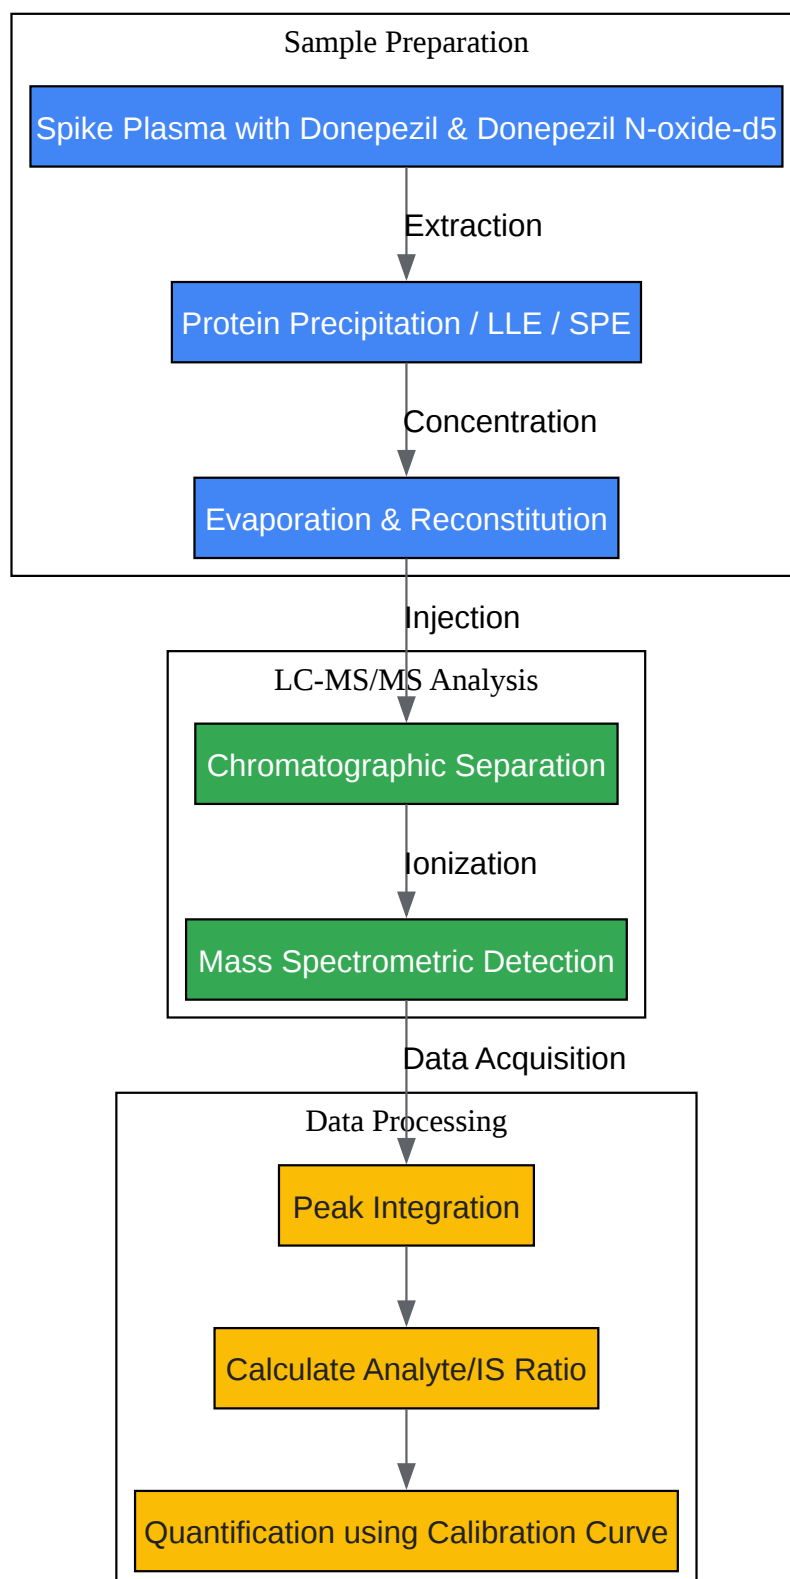 Sample Preparation
Spike Plasma with Donepezil & Donepezil N-oxide-d5
Extraction
Protein Precipitation / LLE / SPE
Concentration
Evaporation & Reconstitution
Injection
LC-MS/MS Analysis
Chromatographic Separation
Ionization
Mass Spectrometric Detection
Data Acquisition
Data Processing
Peak Integration
Calculate Analyte/IS Ratio
Quantification using Calibration Curve